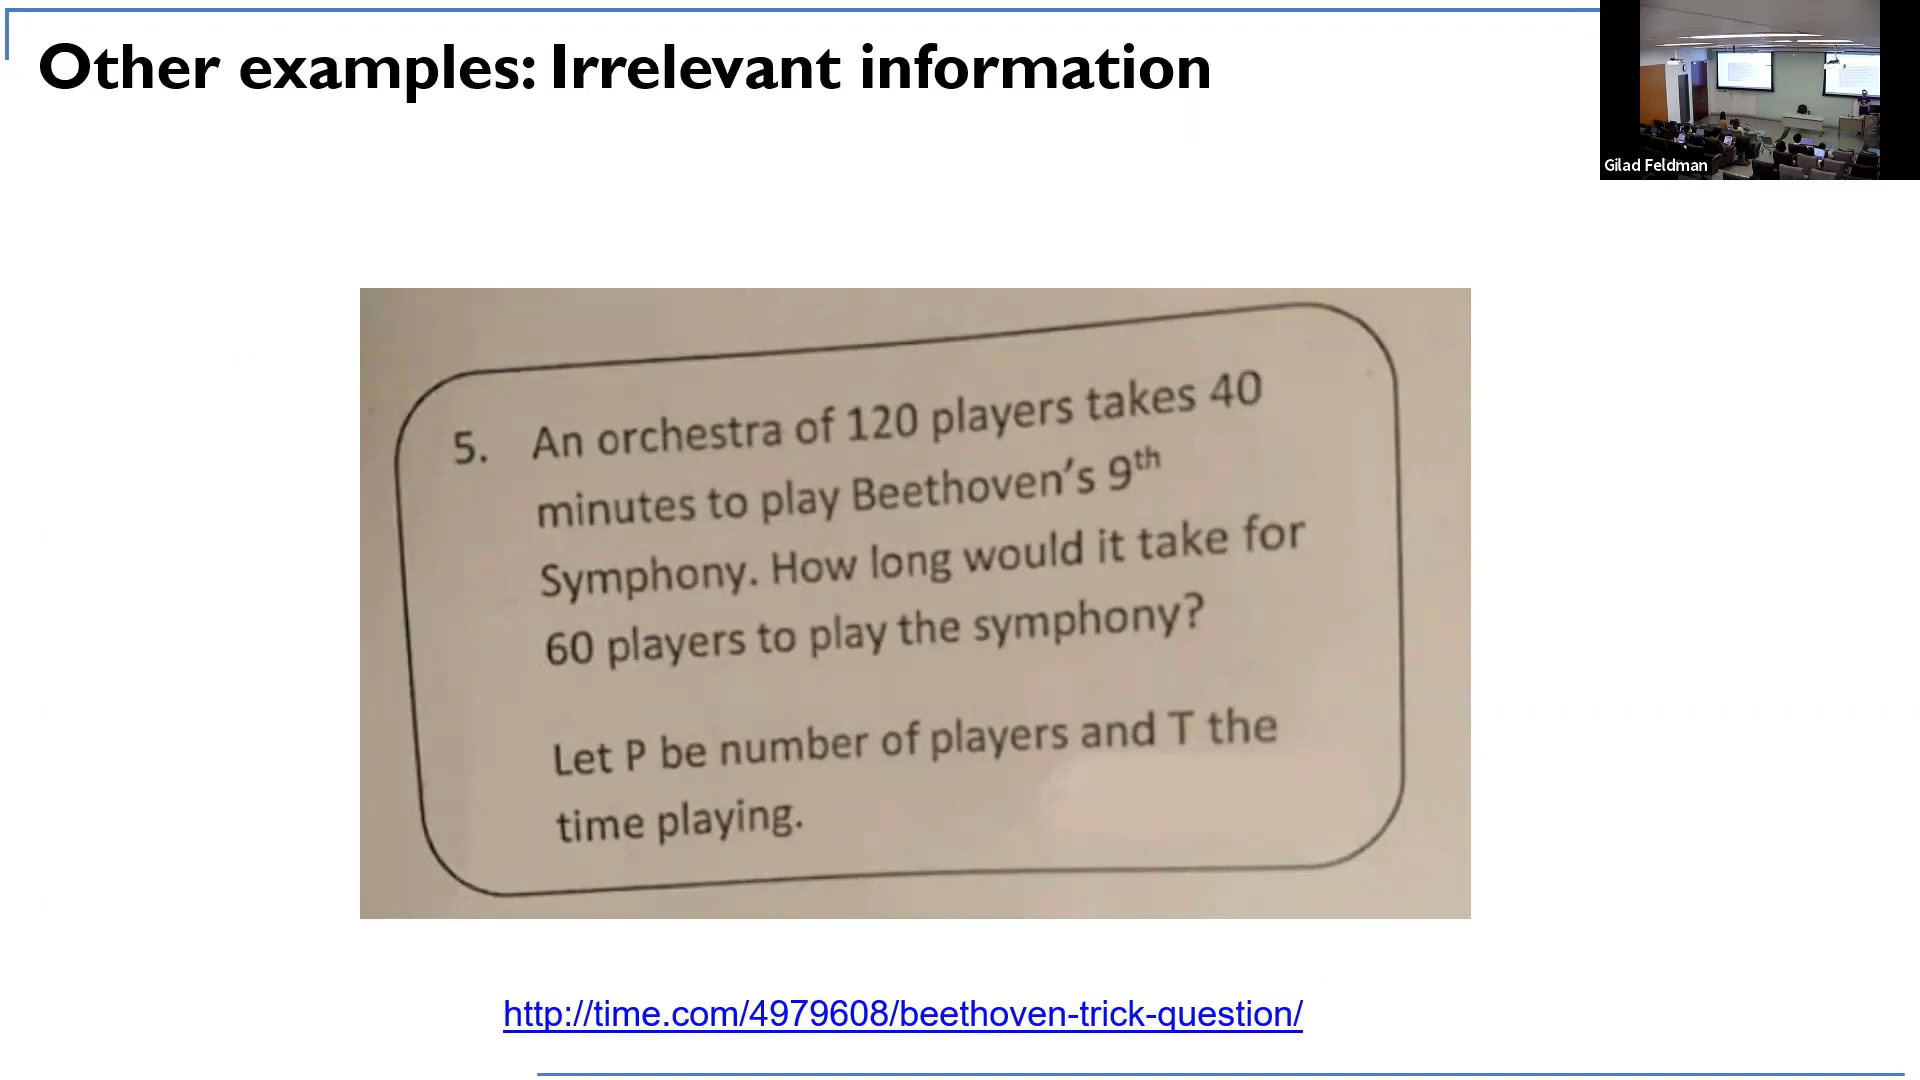 Other examples: Irrelevant information
Gilad Feldman
5. An orchestra of 120 players takes 40
minutes to play Beethoven's 9th
Symphony. How long would it take for
60 players to play the symphony?
Let P be number of players and T the
time playing.
http://time.com/4979608/beethoven-trick-question/